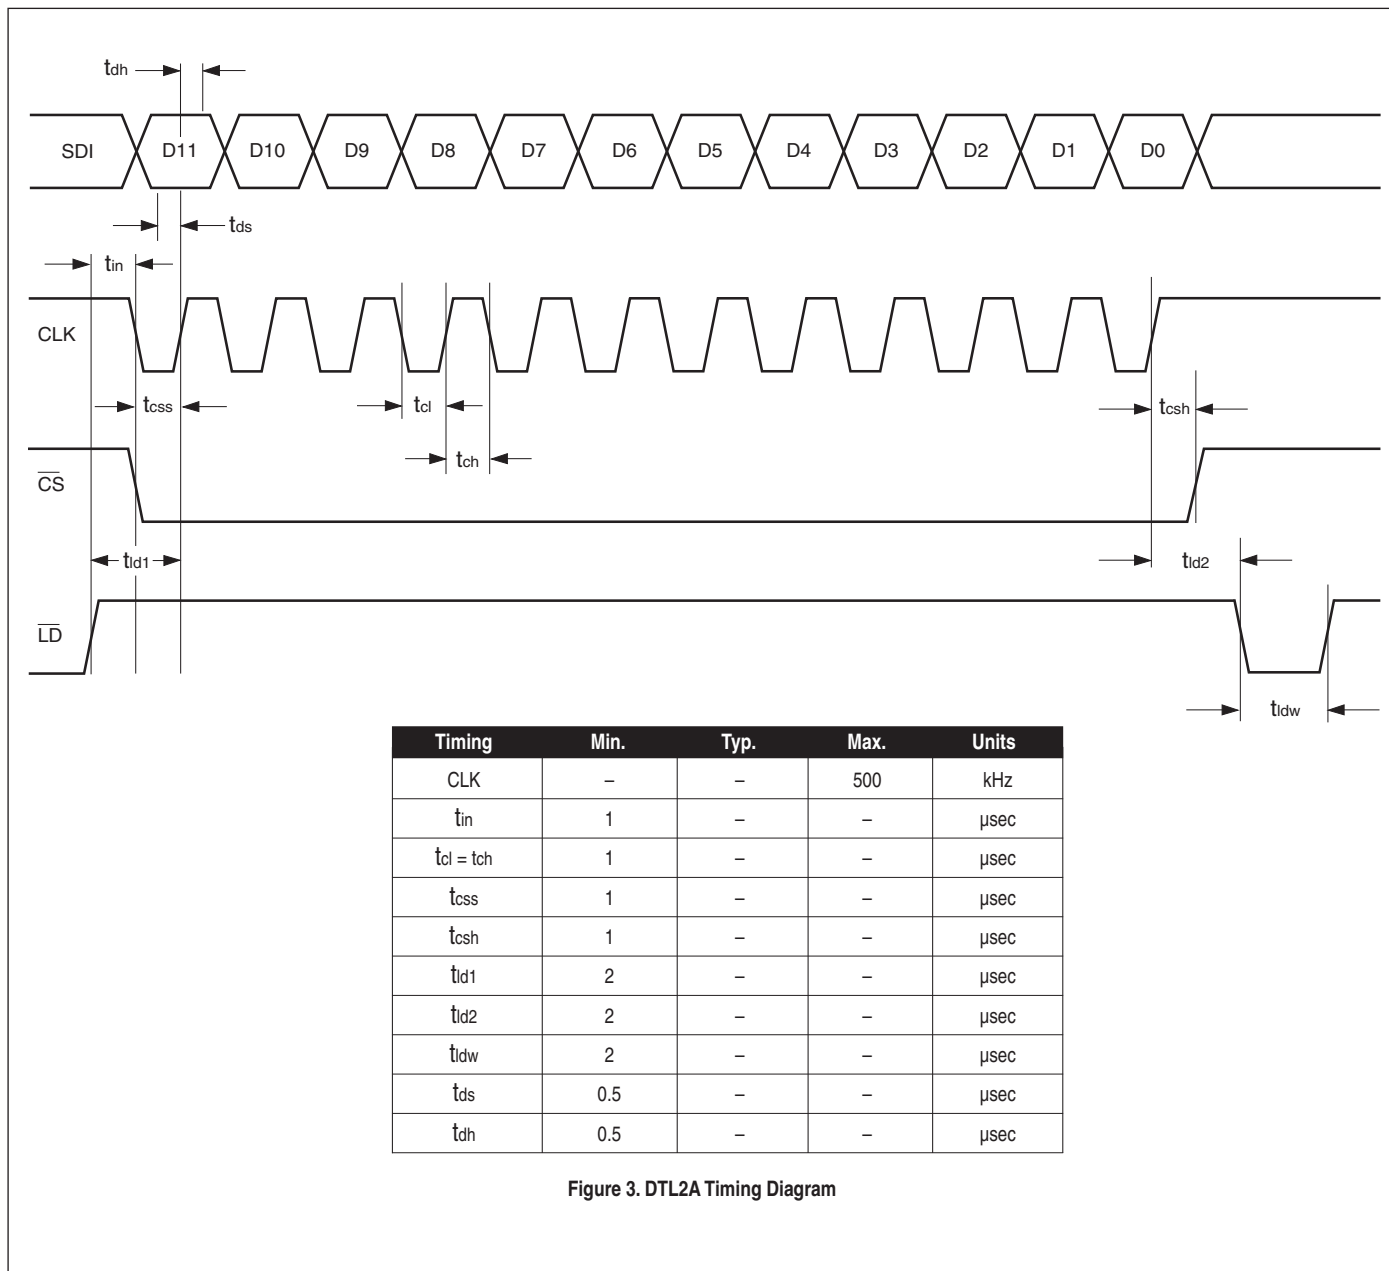 tdh
SDI D11 D10 D9 D8 D7 D6 D5 D4 D3 D2 D1 D0
tds
tin
CLK
tcss tcl tcsh
tch
CS
tld1 tld2
LD
tldw
Timing Min. Typ. Max. Units
CLK – – 500 kHz
tin 1 – – µsec
tcl = tch 1 – – µsec
tcss 1 – – µsec
tcsh 1 – – µsec
tld1 2 – – µsec
tld2 2 – – µsec
tldw 2 – – µsec
tds 0.5 – – µsec
tdh 0.5 – – µsec
Figure 3. DTL2A Timing Diagram